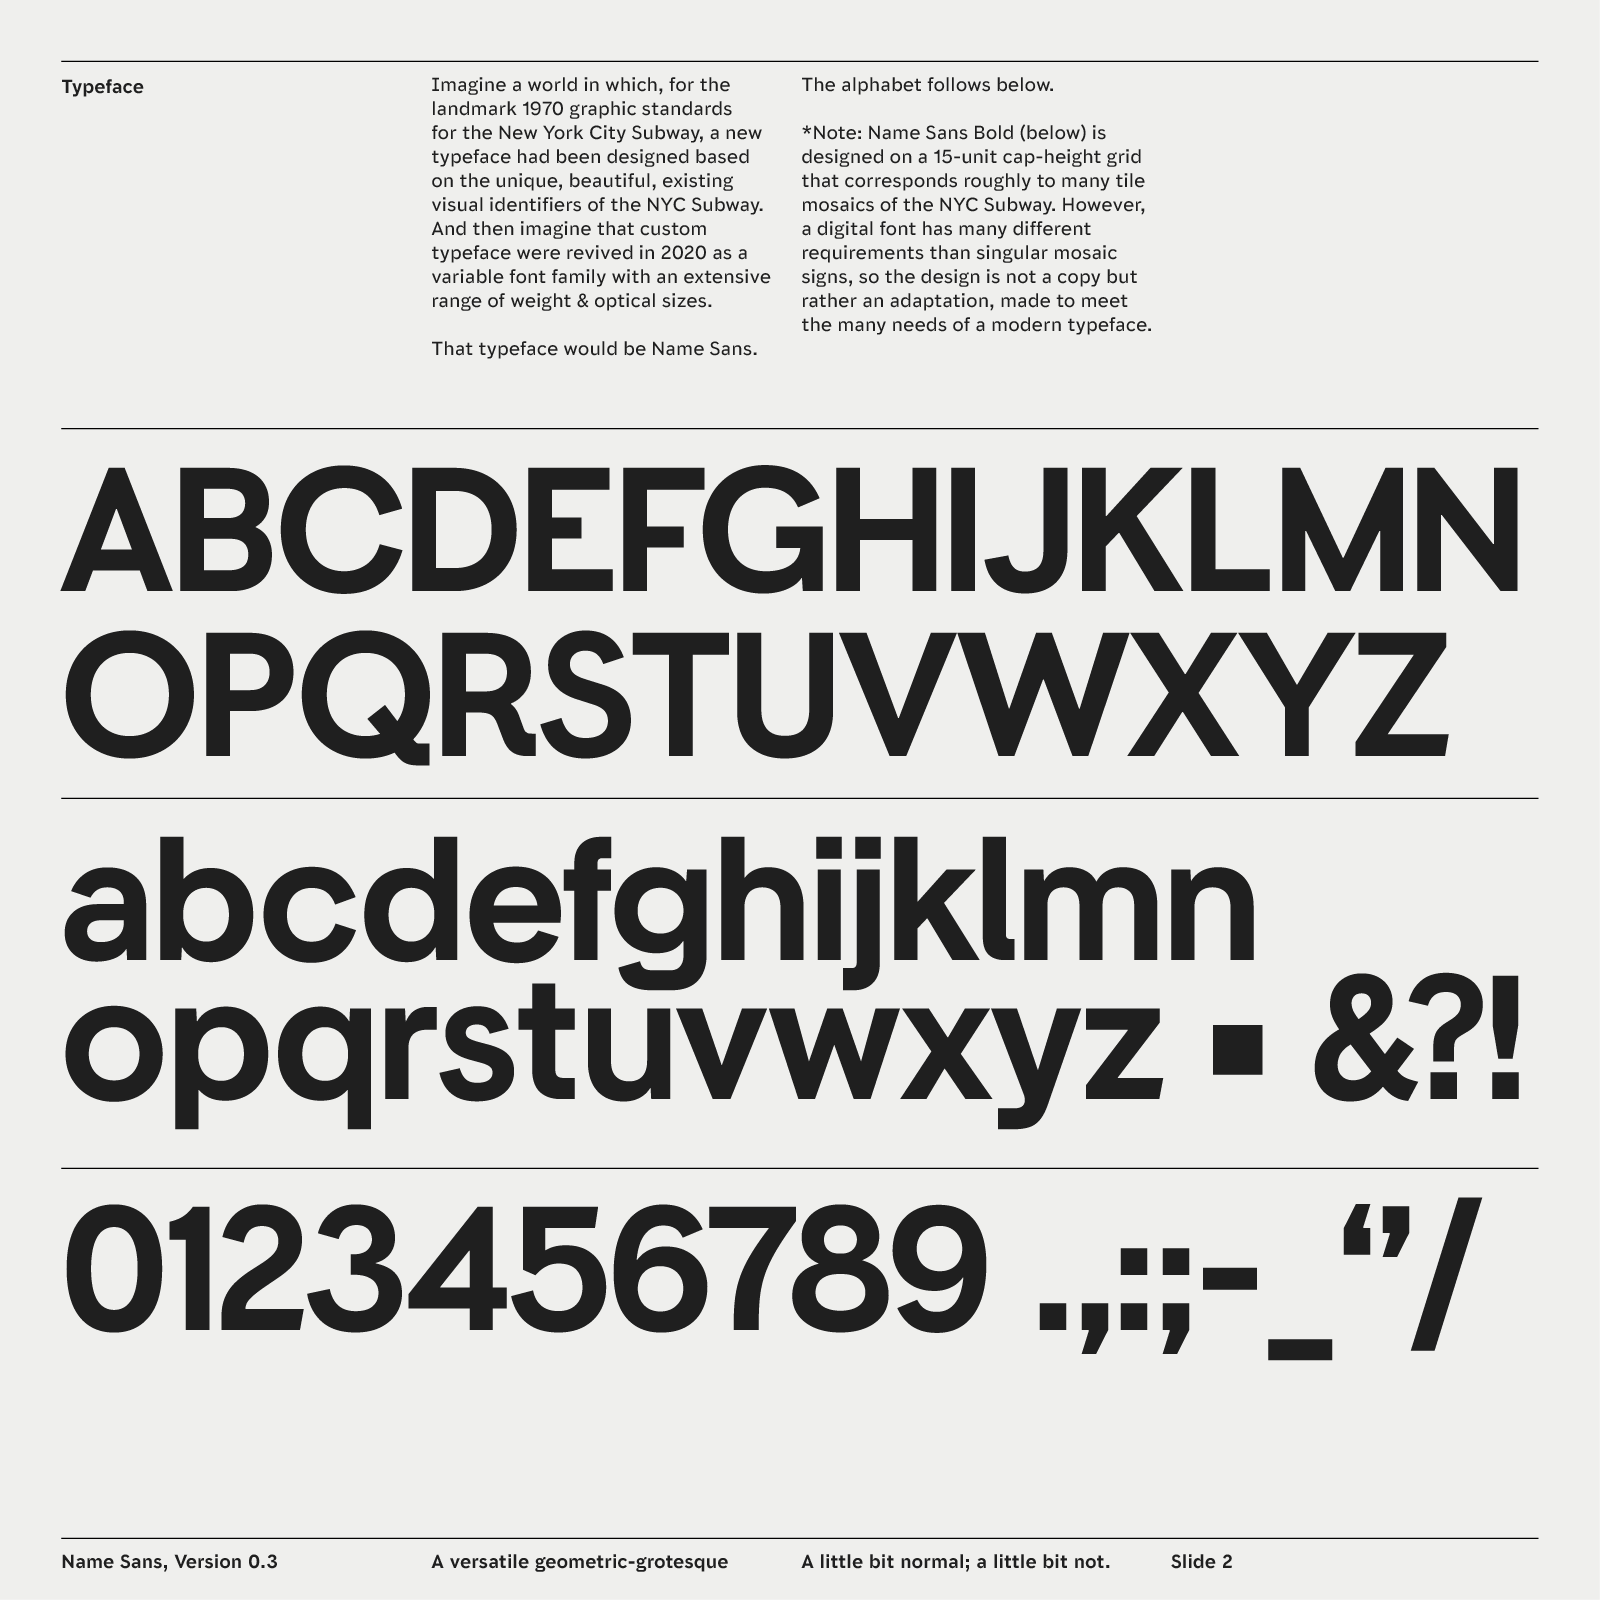 Typeface
Imagine a world in which, for the
landmark 1970 graphic standards
for the New York City Subway, a new
typeface had been designed based
on the unique, beautiful, existing
visual identifiers of the NYC Subway.
And then imagine that custom
typeface were revived in 2020 as a
variable font family with an extensive
range of weight & optical sizes.
That typeface would be Name Sans.
The alphabet follows below.
*Note: Name Sans Bold (below) is
designed on a 15-unit cap-height grid
that corresponds roughly to many tile
mosaics of the NYC Subway. However,
a digital font has many different
requirements than singular mosaic
signs, so the design is not a copy but
rather an adaptation, made to meet
the many needs of a modern typeface.
ABCDEFGHIJKLMN
OPQRSTUVWXYZ
abcdefghijklmn
opqrstuvwxyz ▪ &?!
0123456789 .,:;-_‘’/
Name Sans, Version 0.3
A versatile geometric-grotesque
A little bit normal; a little bit not.
Slide 2